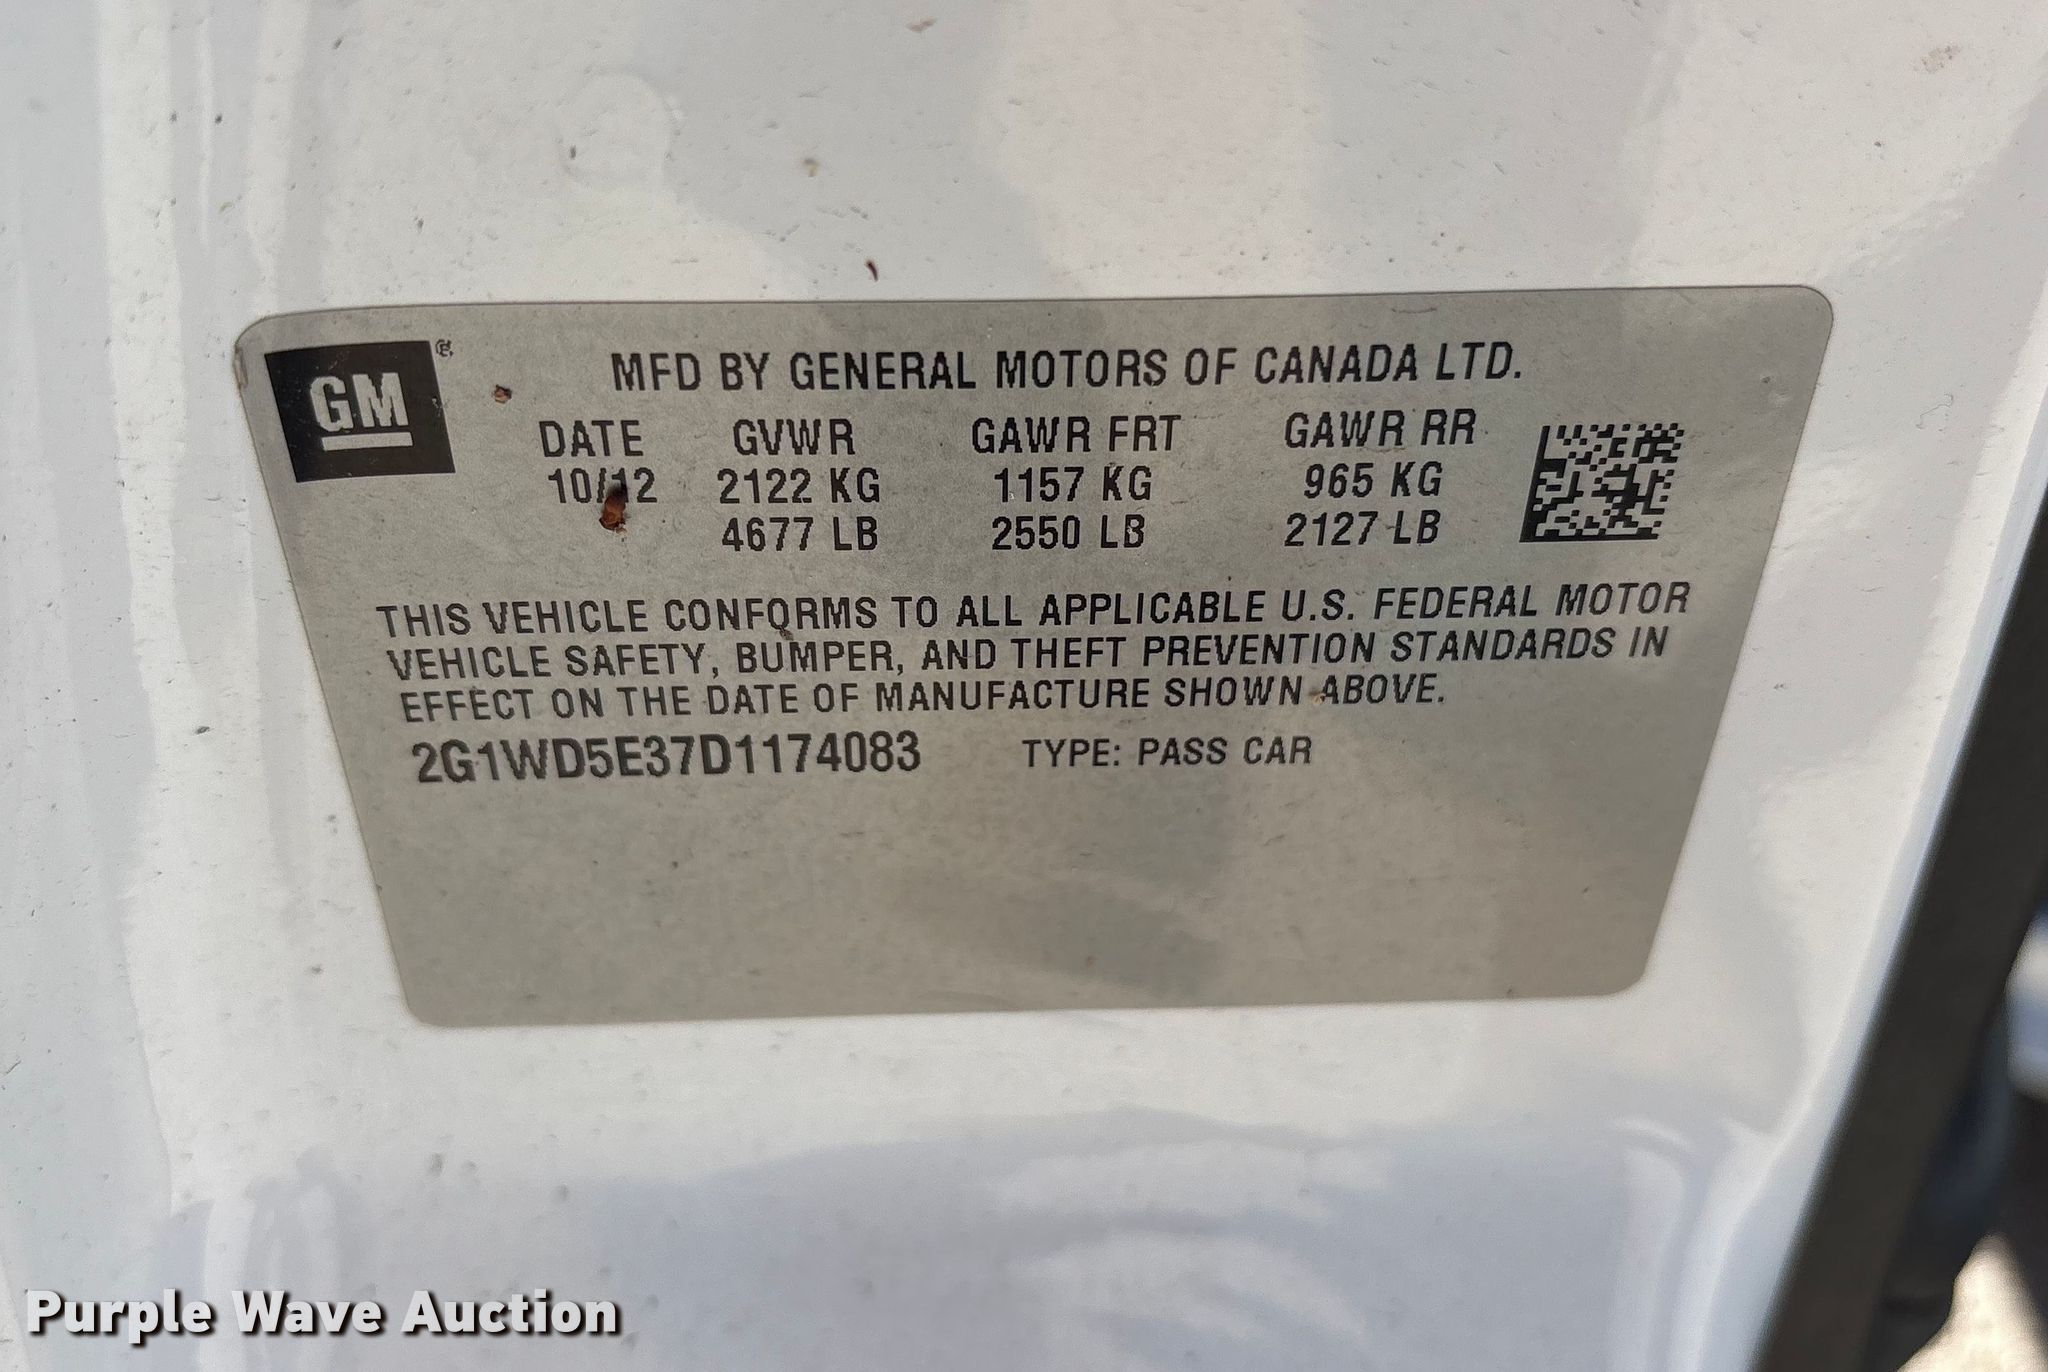 GM ®
MFD BY GENERAL MOTORS OF CANADA LTD.
DATE GVWR GAWR FRT GAWR RR
10/12 2122 KG 1157 KG 965 KG
4677 LB 2550 LB 2127 LB
THIS VEHICLE CONFORMS TO ALL APPLICABLE U.S. FEDERAL MOTOR
VEHICLE SAFETY, BUMPER, AND THEFT PREVENTION STANDARDS IN
EFFECT ON THE DATE OF MANUFACTURE SHOWN ABOVE.
2G1WD5E37D1174083 TYPE: PASS CAR
Purple Wave Auction